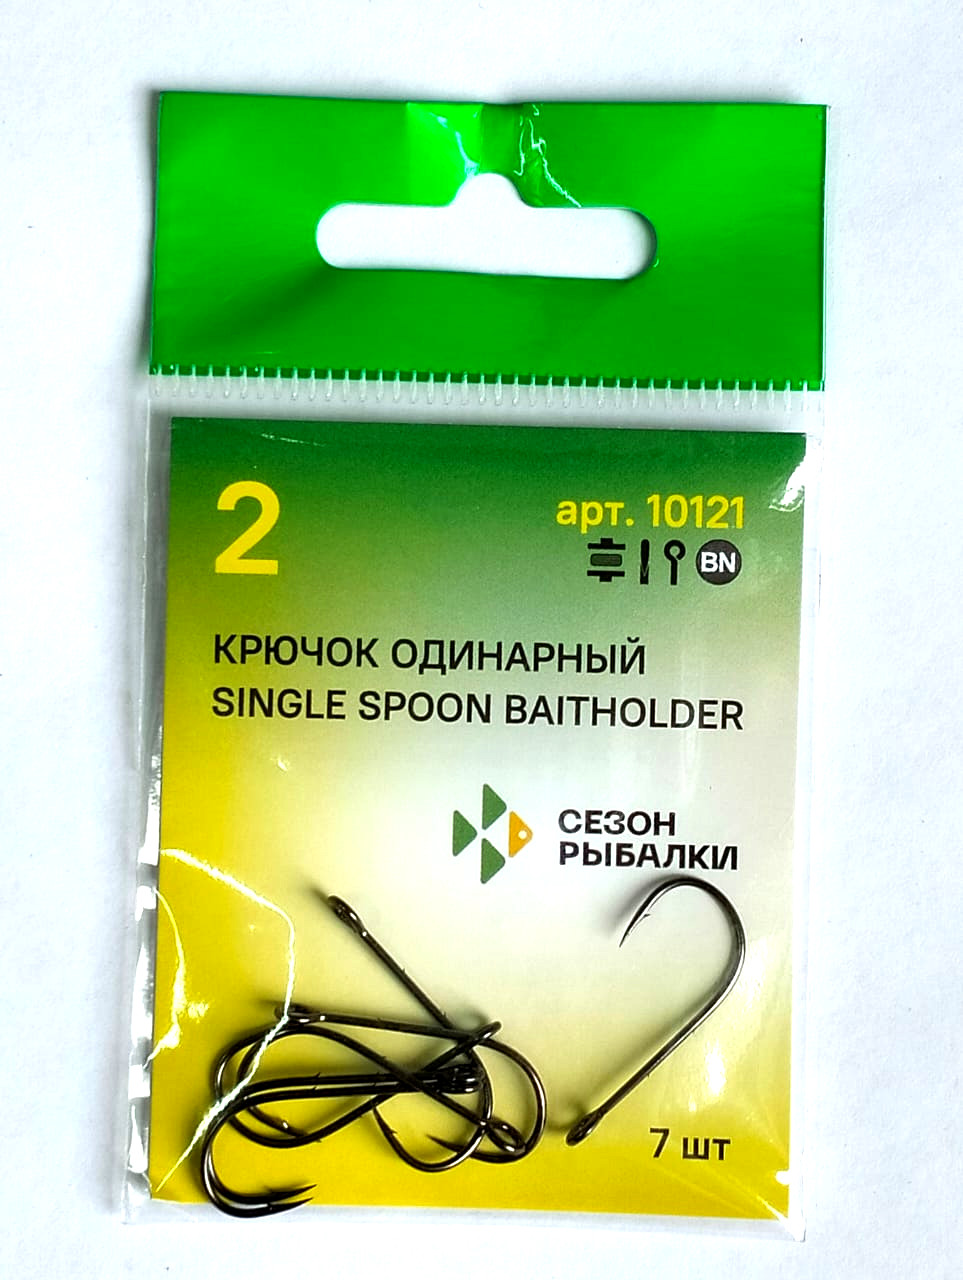 2
арт. 10121
BN
КРЮЧОК ОДИНАРНЫЙ
SINGLE SPOON BAITHOLDER
СЕЗОН
РЫБАЛКИ
7 шт